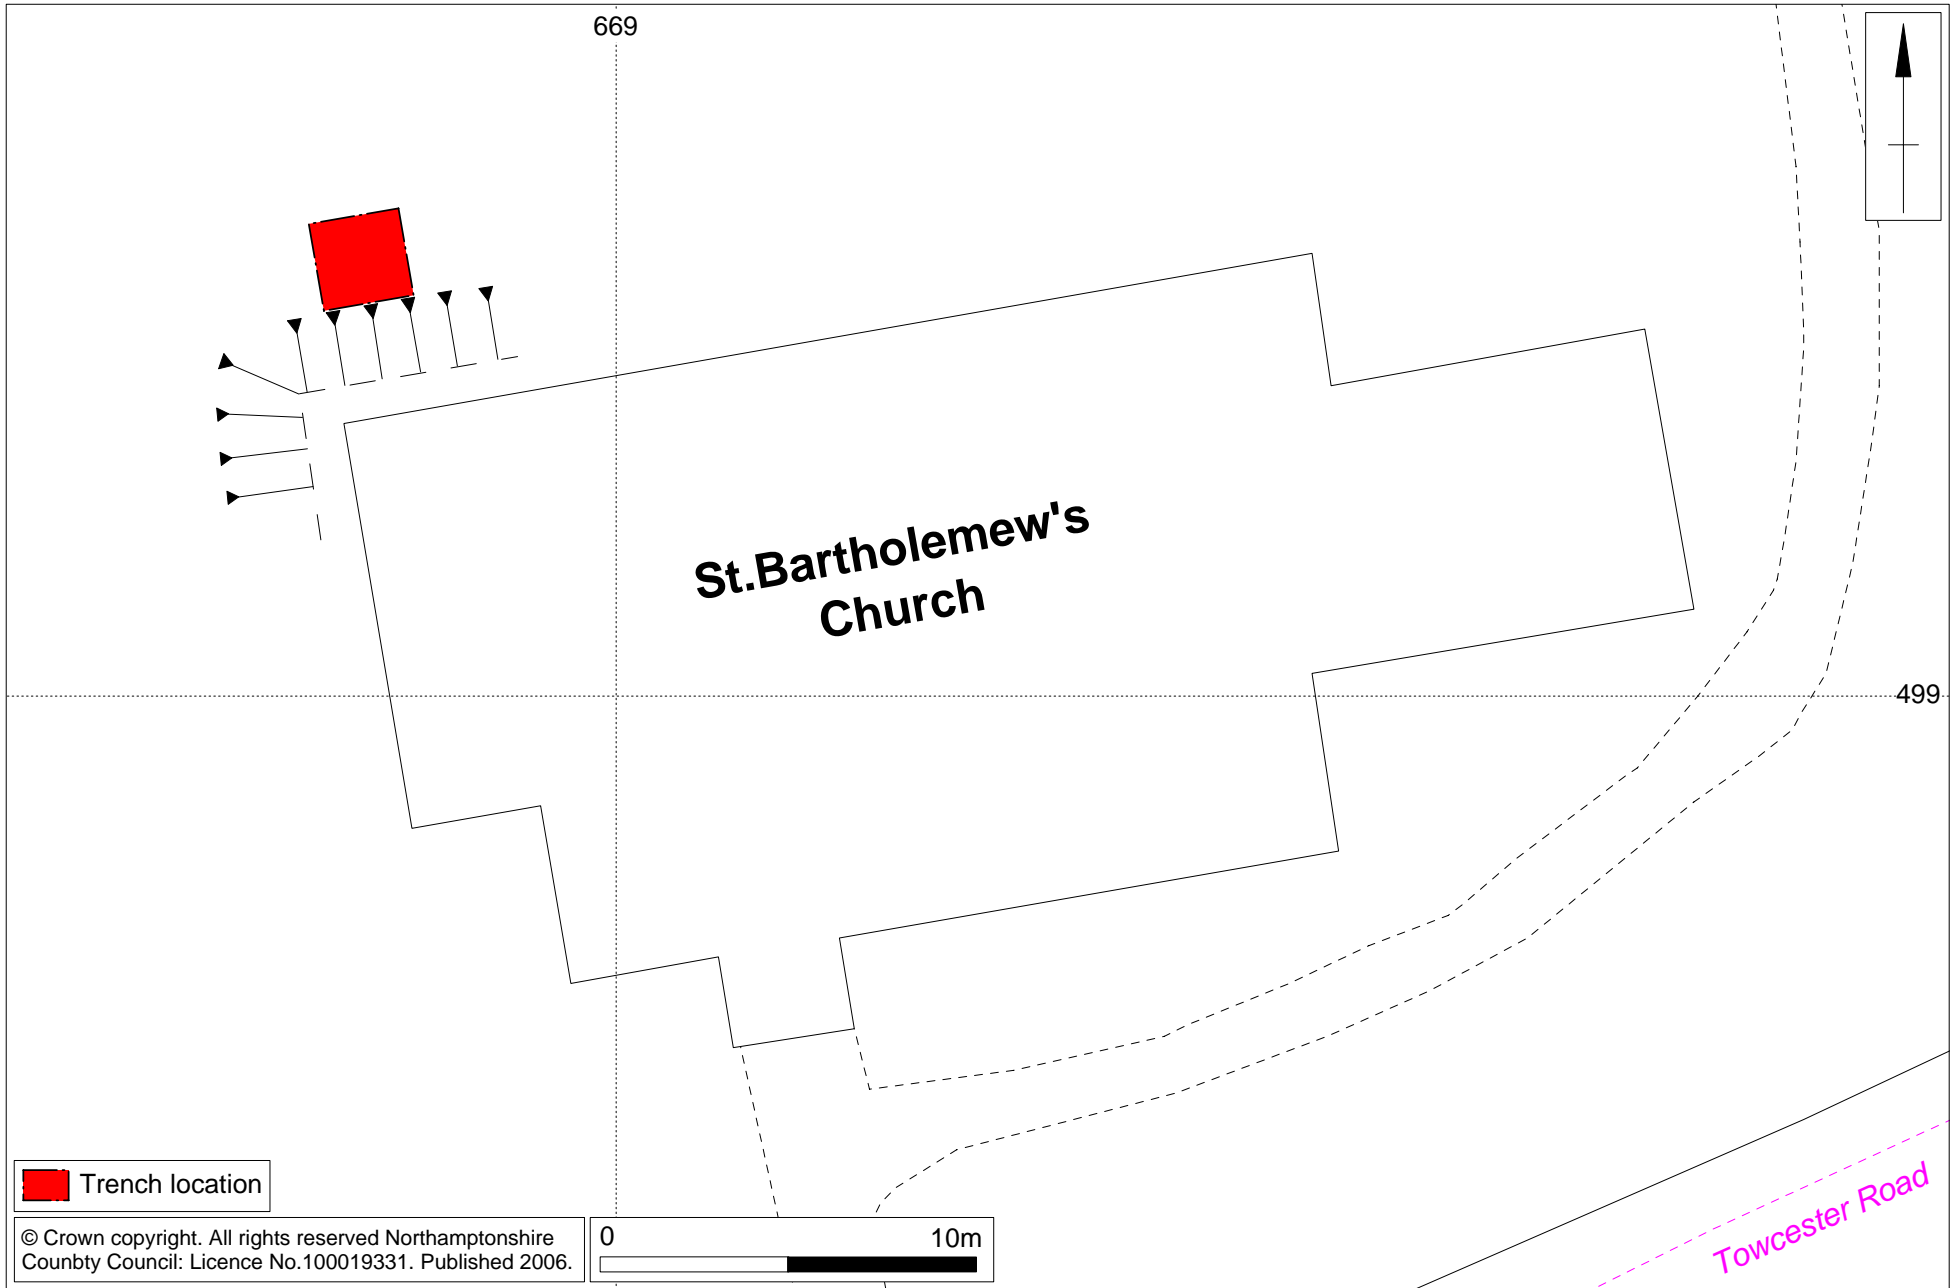 669
St.Bartholemew's
Church
499
Trench location
© Crown copyright. All rights reserved Northamptonshire
Counbty Council: Licence No.100019331. Published 2006.
0 10m
Towcester Road